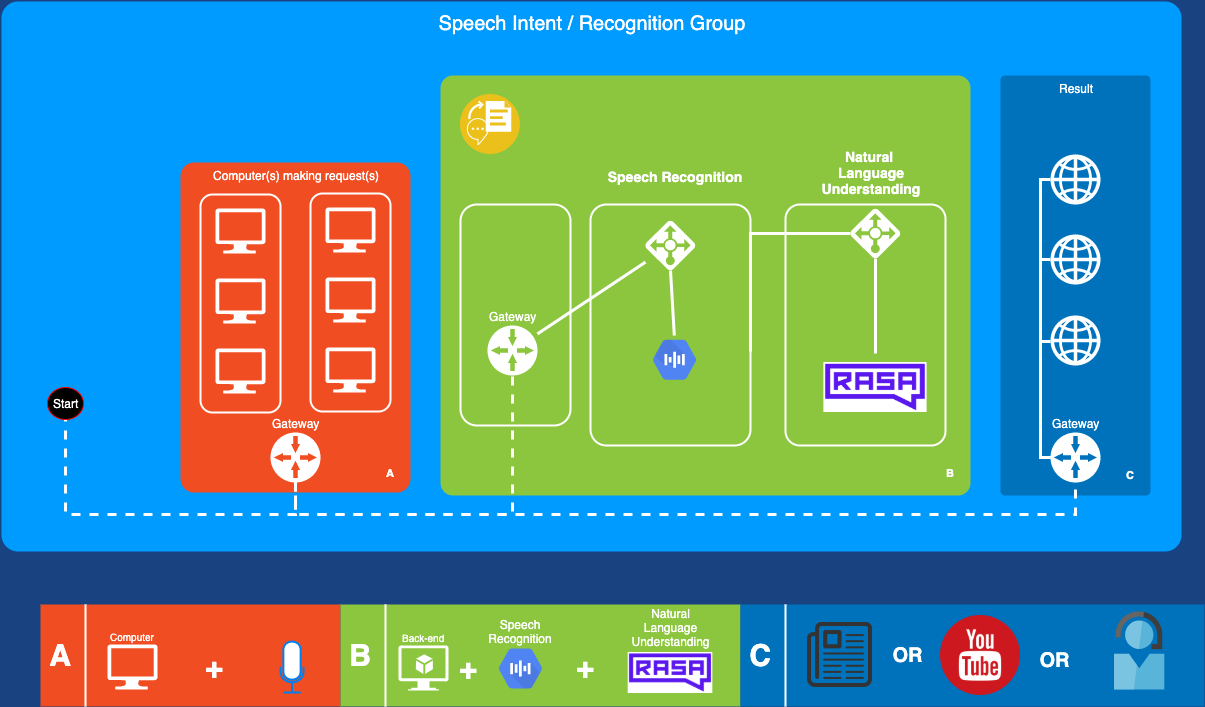 Speech Intent / Recognition Group
Result
Computer(s) making request(s)
Speech Recognition
Natural
Language
Understanding
Gateway
RASA
Start
Gateway
A
B
Gateway
C
A
Computer
+
B
Back-end
+
Speech
Recognition
+
Natural
Language
Understanding
RASA
C
OR
You
Tube
OR